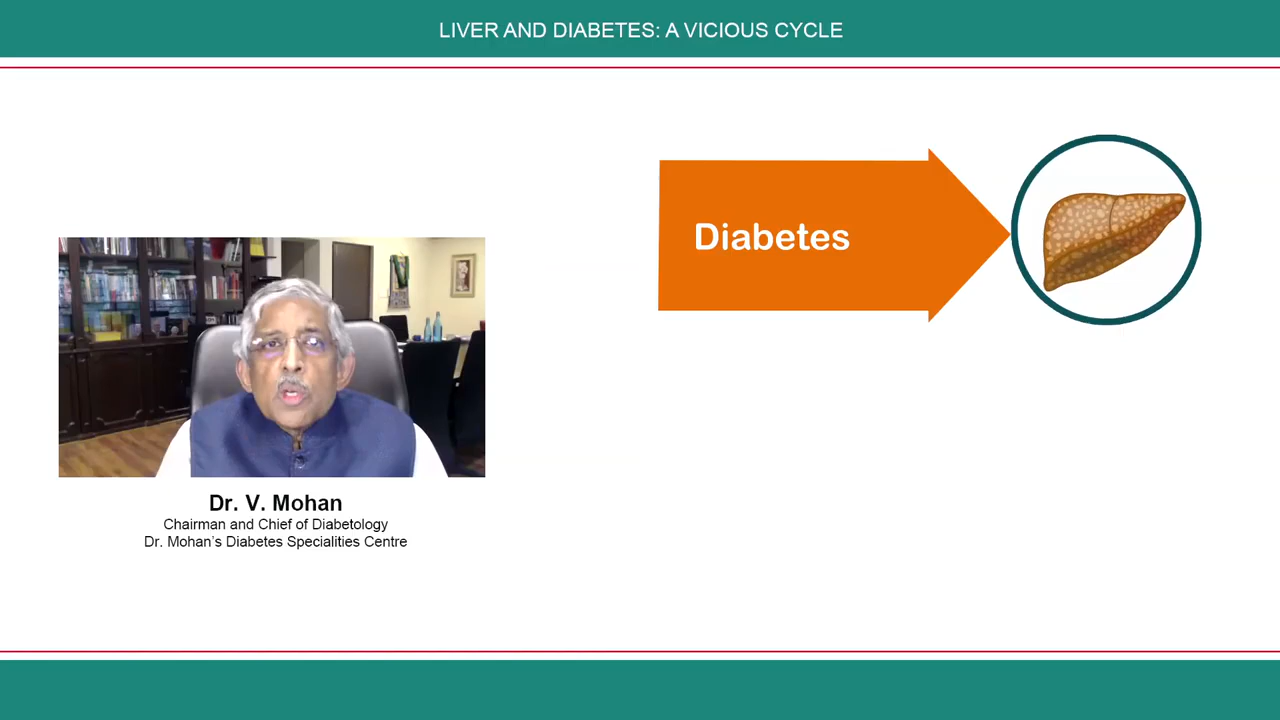 LIVER AND DIABETES: A VICIOUS CYCLE
Diabetes
Dr. V. Mohan
Chairman and Chief of Diabetology
Dr. Mohan's Diabetes Specialities Centre